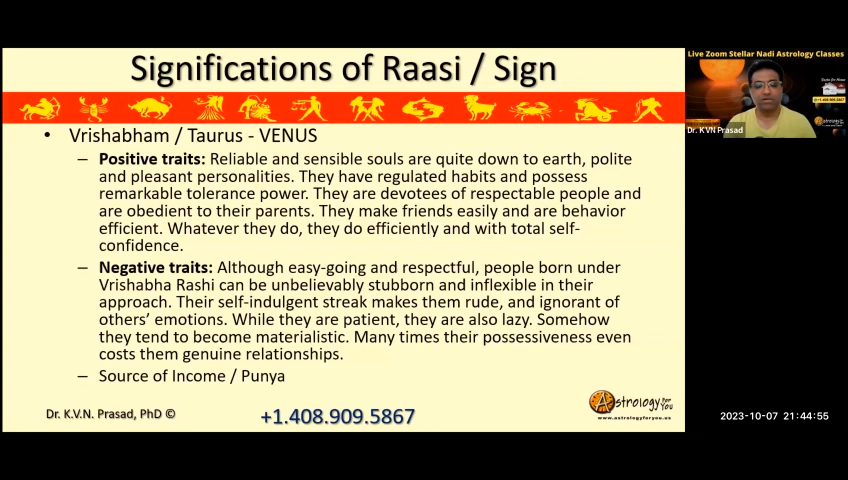 Significations of Raasi / Sign
• Vrishabham / Taurus - VENUS
– Positive traits: Reliable and sensible souls are quite down to earth, polite
and pleasant personalities. They have regulated habits and possess
remarkable tolerance power. They are devotees of respectable people and
are obedient to their parents. They make friends easily and are behavior
efficient. Whatever they do, they do efficiently and with total self-
confidence.
– Negative traits: Although easy-going and respectful, people born under
Vrishabha Rashi can be unbelievably stubborn and inflexible in their
approach. Their self-indulgent streak makes them rude, and ignorant of
others’ emotions. While they are patient, they are also lazy. Somehow
they tend to become materialistic. Many times their possessiveness even
costs them genuine relationships.
– Source of Income / Punya
Dr. K.V.N. Prasad, PhD ©
+1.408.909.5867
Astrology For You
www.astrologyforyou.us
Live Zoom Stellar Nadi Astrology Classes
Dr. K.V.N Prasad
2023-10-07 21:44:55